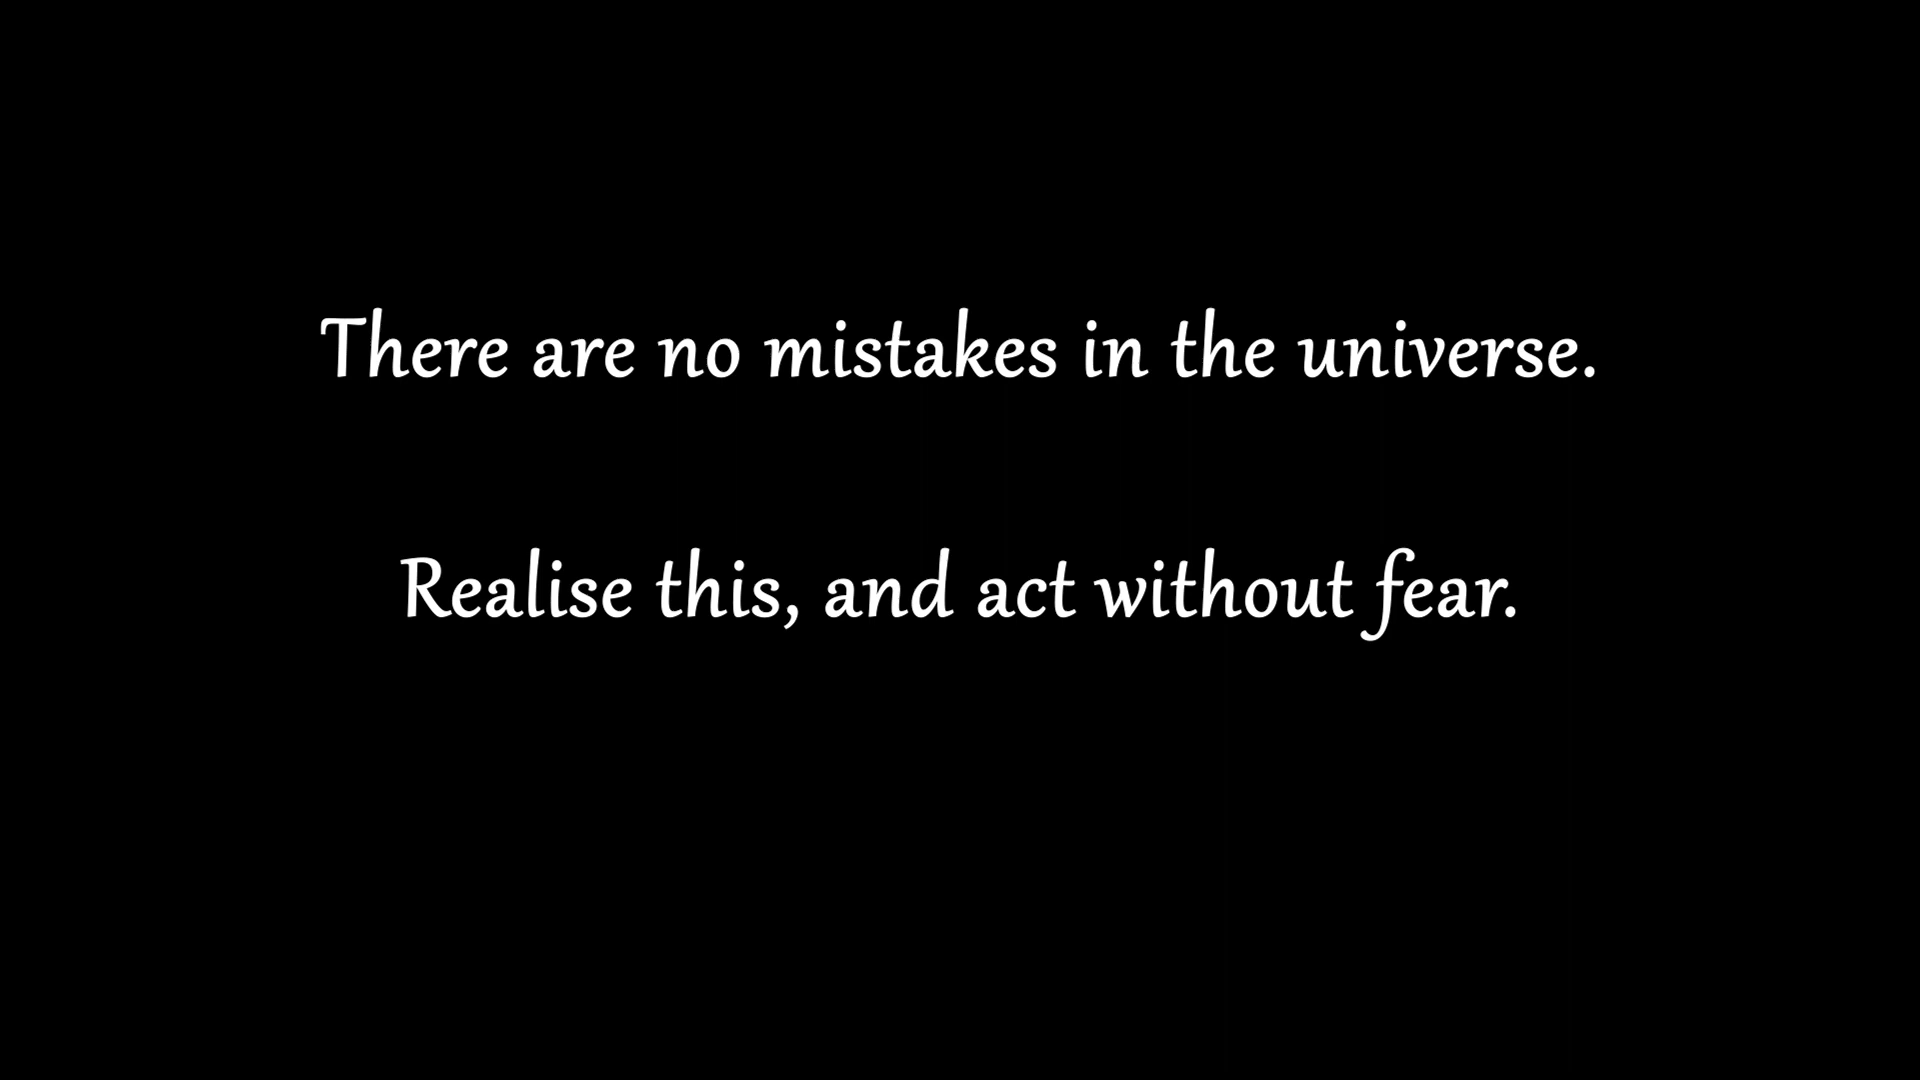 There are no mistakes in the universe.
Realise this, and act without fear.